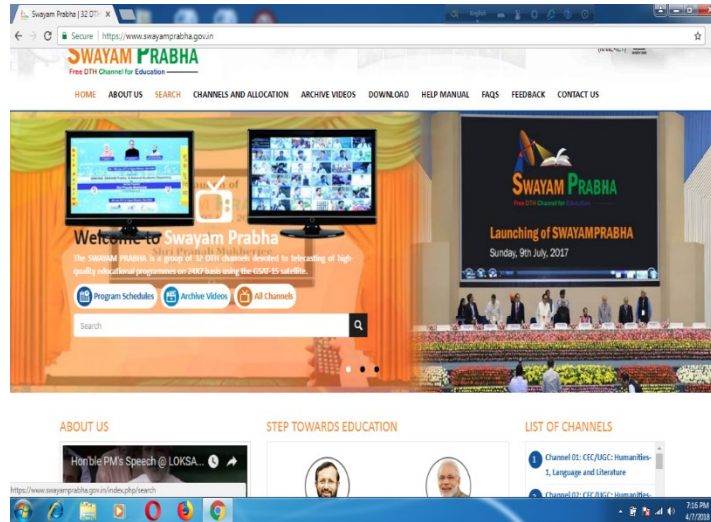 Swayam Prabha | 32 DTH
Secure | https://www.swayamprabha.gov.in
SWAYAM PRABHA
Free DTH Channel for Education
HOME ABOUT US SEARCH CHANNELS AND ALLOCATION ARCHIVE VIDEOS DOWNLOAD HELP MANUAL FAQS FEEDBACK CONTACT US
SWAYAM PRABHA
Free DTH Channel for Education
Launching of SWAYAMPRABHA
Sunday, 9th July, 2017
Welcome to Swayam Prabha
Shri Pranab Mukherjee
The SWAYAM PRABHA is a group of 32 DTH channels devoted to telecasting of high-
quality educational programmes on 24X7 basis using the GSAT-15 satellite.
Program Schedules Archive Videos All Channels
Search
ABOUT US
STEP TOWARDS EDUCATION
LIST OF CHANNELS
Hon'ble PM's Speech @ LOKSA...
1 Channel 01: CEC/UGC: Humanities-
1, Language and Literature
2 Channel 02: CEC/UGC: Humanities-
https://www.swayamprabha.gov.in/index.php/search
7:16 PM
4/7/2018